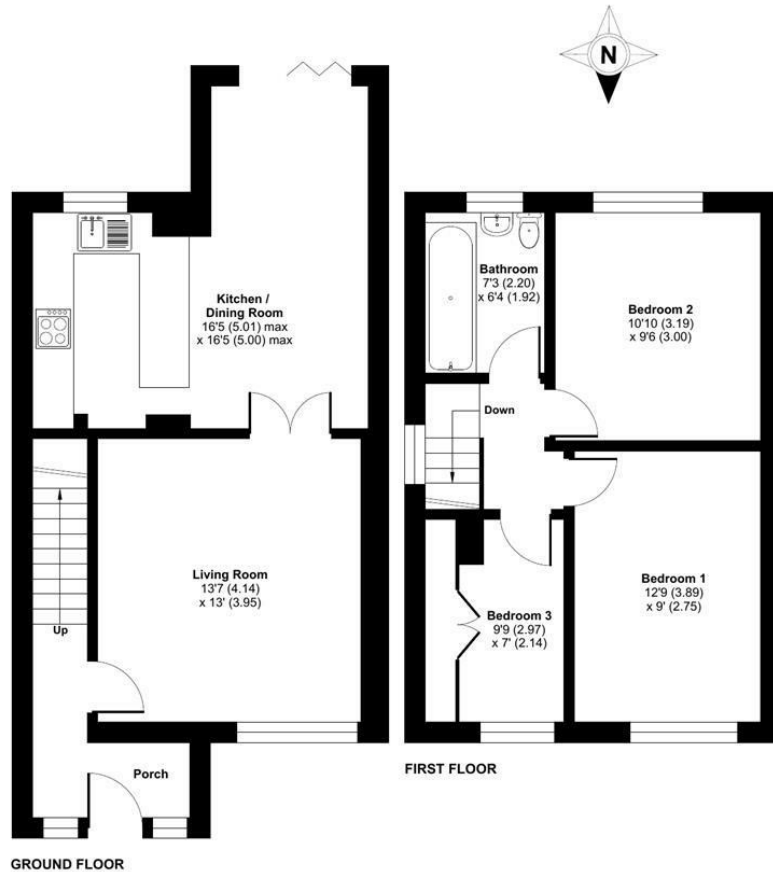 N
Kitchen /
Dining Room
16'5 (5.01) max
x 16'5 (5.00) max
Living Room
13'7 (4.14)
x 13' (3.95)
Up
Porch
GROUND FLOOR
Bathroom
7'3 (2.20)
x 6'4 (1.92)
Bedroom 2
10'10 (3.19)
x 9'6 (3.00)
Down
Bedroom 1
12'9 (3.89)
x 9' (2.75)
Bedroom 3
9'9 (2.97)
x 7' (2.14)
FIRST FLOOR